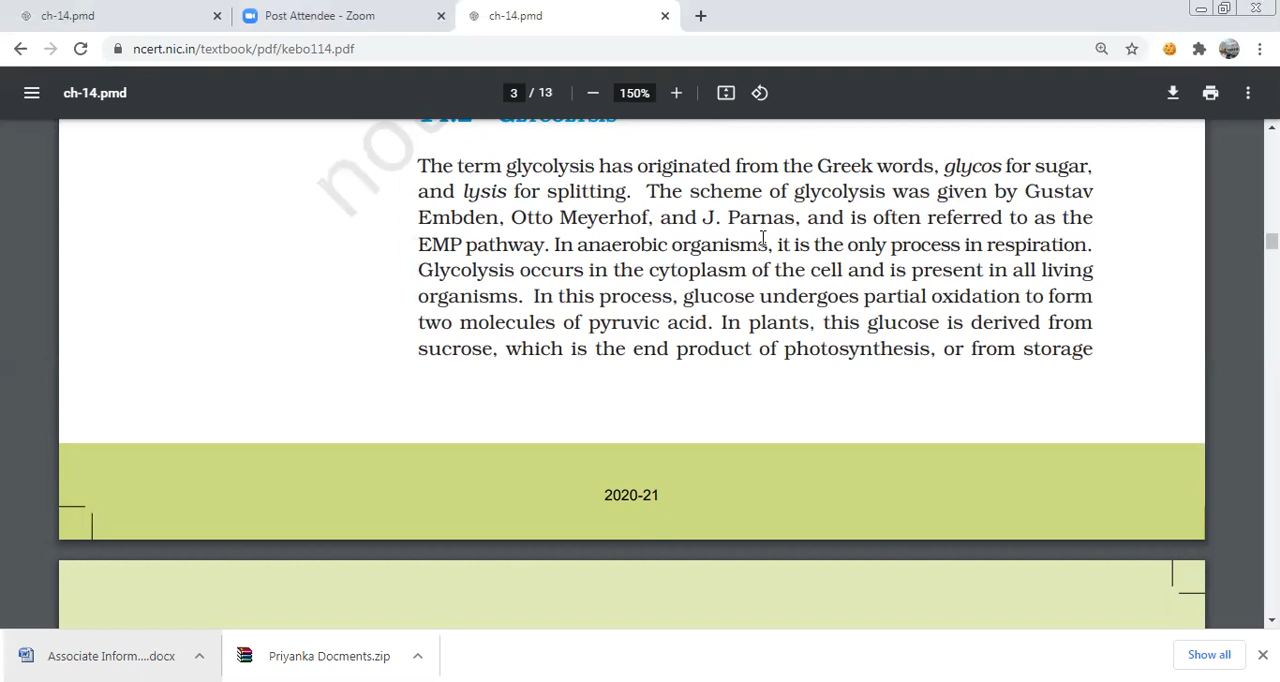 ch-14.pmd
Post Attendee - Zoom
ch-14.pmd
ncert.nic.in/textbook/pdf/kebo114.pdf
ch-14.pmd
3 / 13
150%
14.2 GLYCOLYSIS
The term glycolysis has originated from the Greek words, glycos for sugar,
and lysis for splitting. The scheme of glycolysis was given by Gustav
Embden, Otto Meyerhof, and J. Parnas, and is often referred to as the
EMP pathway. In anaerobic organisms, it is the only process in respiration.
Glycolysis occurs in the cytoplasm of the cell and is present in all living
organisms. In this process, glucose undergoes partial oxidation to form
two molecules of pyruvic acid. In plants, this glucose is derived from
sucrose, which is the end product of photosynthesis, or from storage
2020-21
Associate Inform....docx
Priyanka Docments.zip
Show all